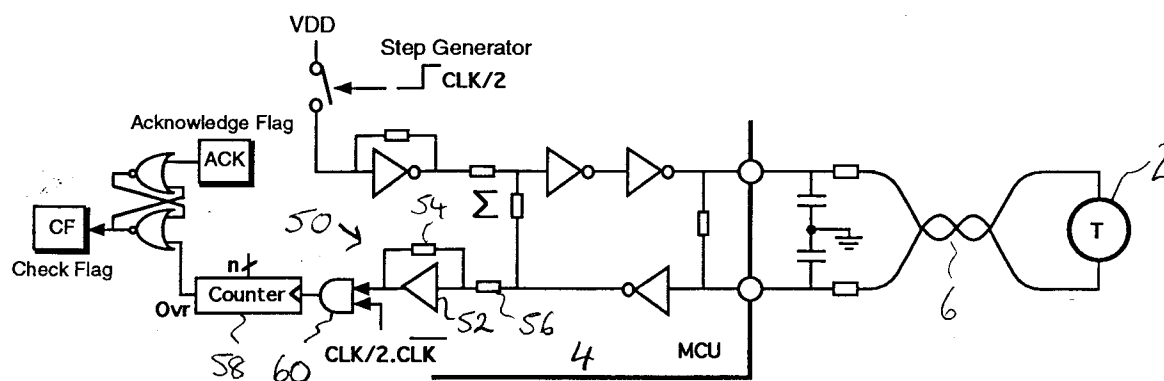 VDD
Step Generator
CLK/2
Acknowledge Flag
ACK
CF
Check Flag
Σ
50
54
n
Counter
Ovr
52
56
CLK/2.C̅L̅K̅
58
60
4
MCU
6
T
2